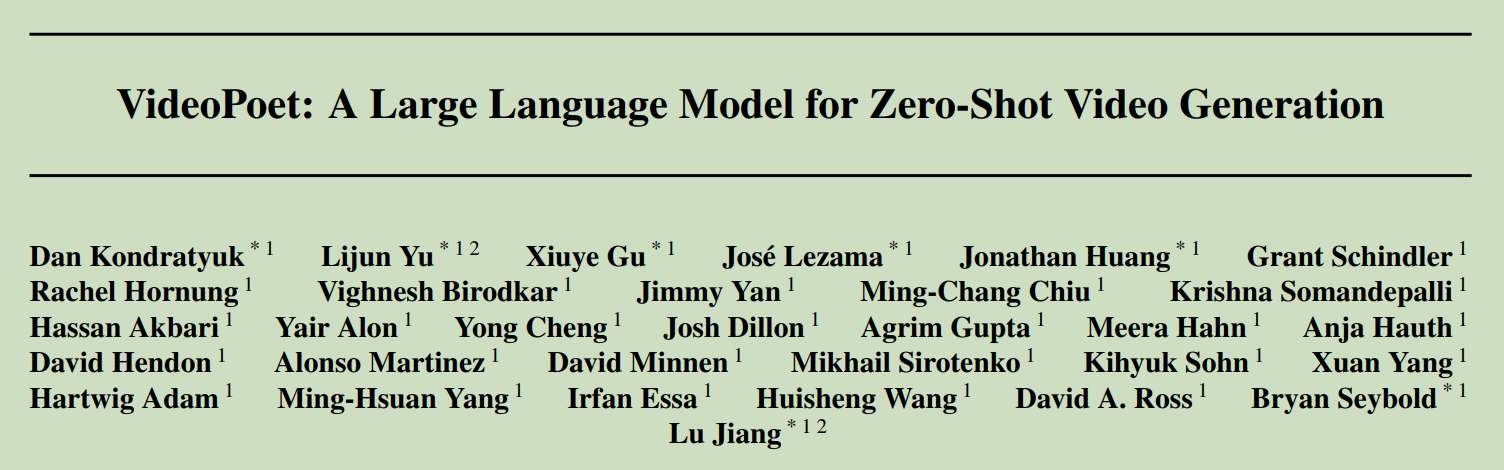 VideoPoet: A Large Language Model for Zero-Shot Video Generation
Dan Kondratyuk * 1 Lijun Yu * 1 2 Xiuye Gu * 1 José Lezama * 1 Jonathan Huang * 1 Grant Schindler 1
Rachel Hornung 1 Vighnesh Birodkar 1 Jimmy Yan 1 Ming-Chang Chiu 1 Krishna Somandepalli 1
Hassan Akbari 1 Yair Alon 1 Yong Cheng 1 Josh Dillon 1 Agrim Gupta 1 Meera Hahn 1 Anja Hauth 1
David Hendon 1 Alonso Martinez 1 David Minnen 1 Mikhail Sirotenko 1 Kihyuk Sohn 1 Xuan Yang 1
Hartwig Adam 1 Ming-Hsuan Yang 1 Irfan Essa 1 Huisheng Wang 1 David A. Ross 1 Bryan Seybold * 1
Lu Jiang * 1 2